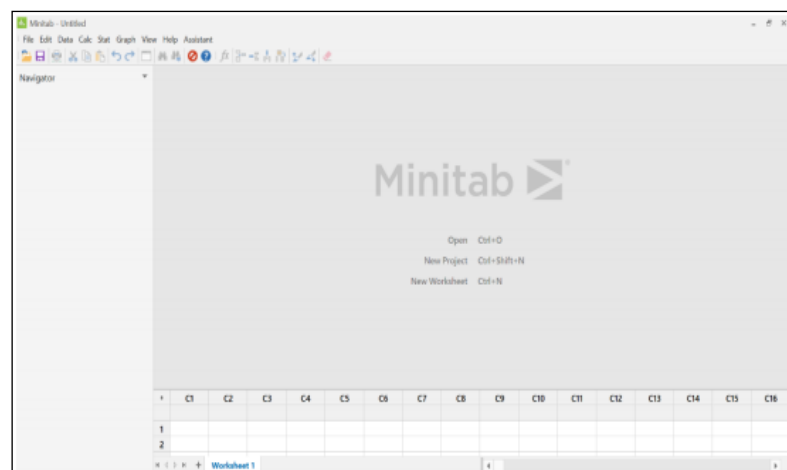 Minitab - Untitled
File Edit Data Calc Stat Graph View Help Assistant
Navigator
Minitab
Open Ctrl+O
New Project Ctrl+Shift+N
New Worksheet Ctrl+N
C1 C2 C3 C4 C5 C6 C7 C8 C9 C10 C11 C12 C13 C14 C15 C16
1
2
Worksheet 1